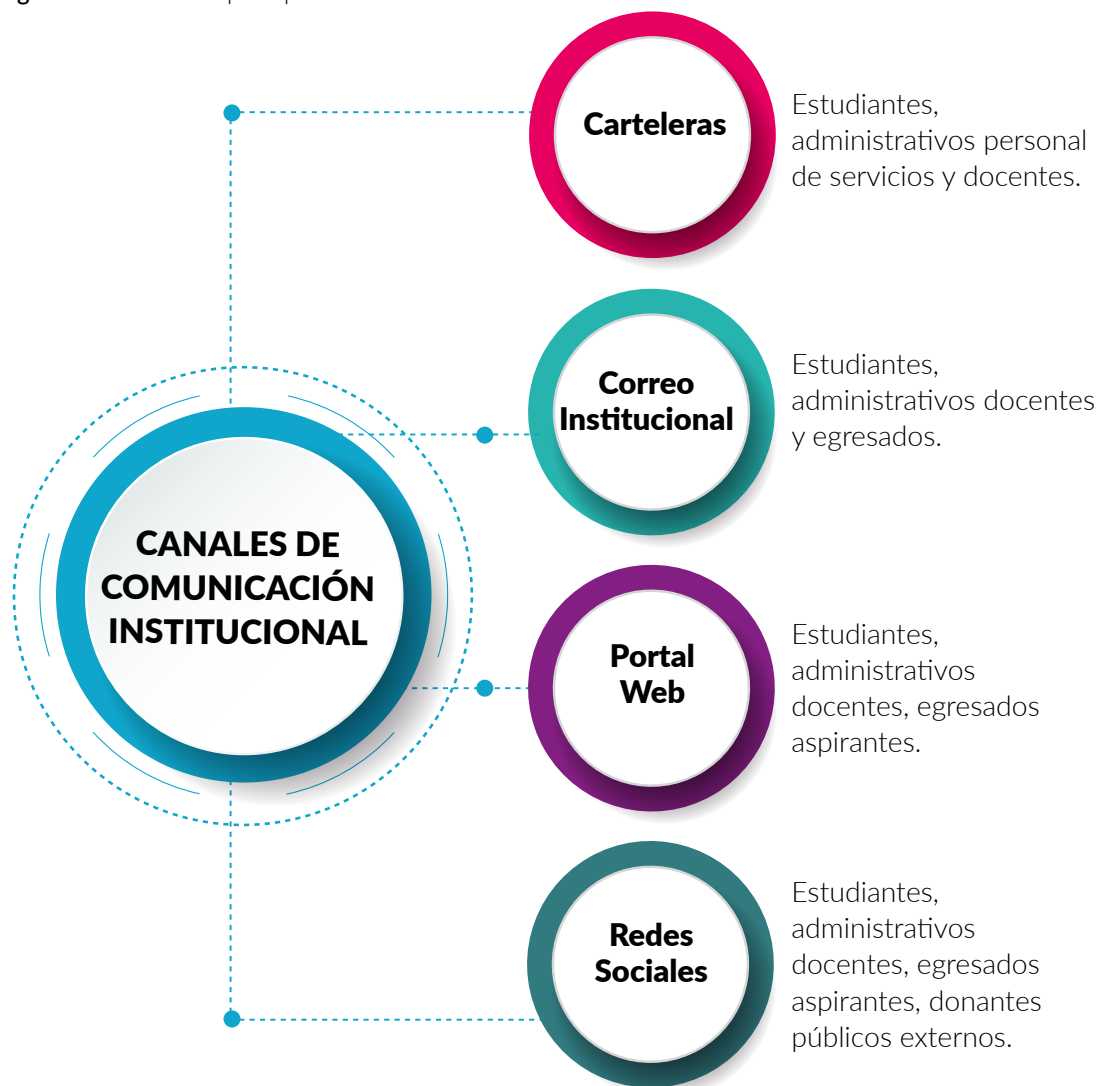 CANALES DE
COMUNICACIÓN
INSTITUCIONAL
Carteleras
Estudiantes,
administrativos personal
de servicios y docentes.
Correo
Institucional
Estudiantes,
administrativos docentes
y egresados.
Portal
Web
Estudiantes,
administrativos
docentes, egresados
aspirantes.
Redes
Sociales
Estudiantes,
administrativos
docentes, egresados
aspirantes, donantes
públicos externos.